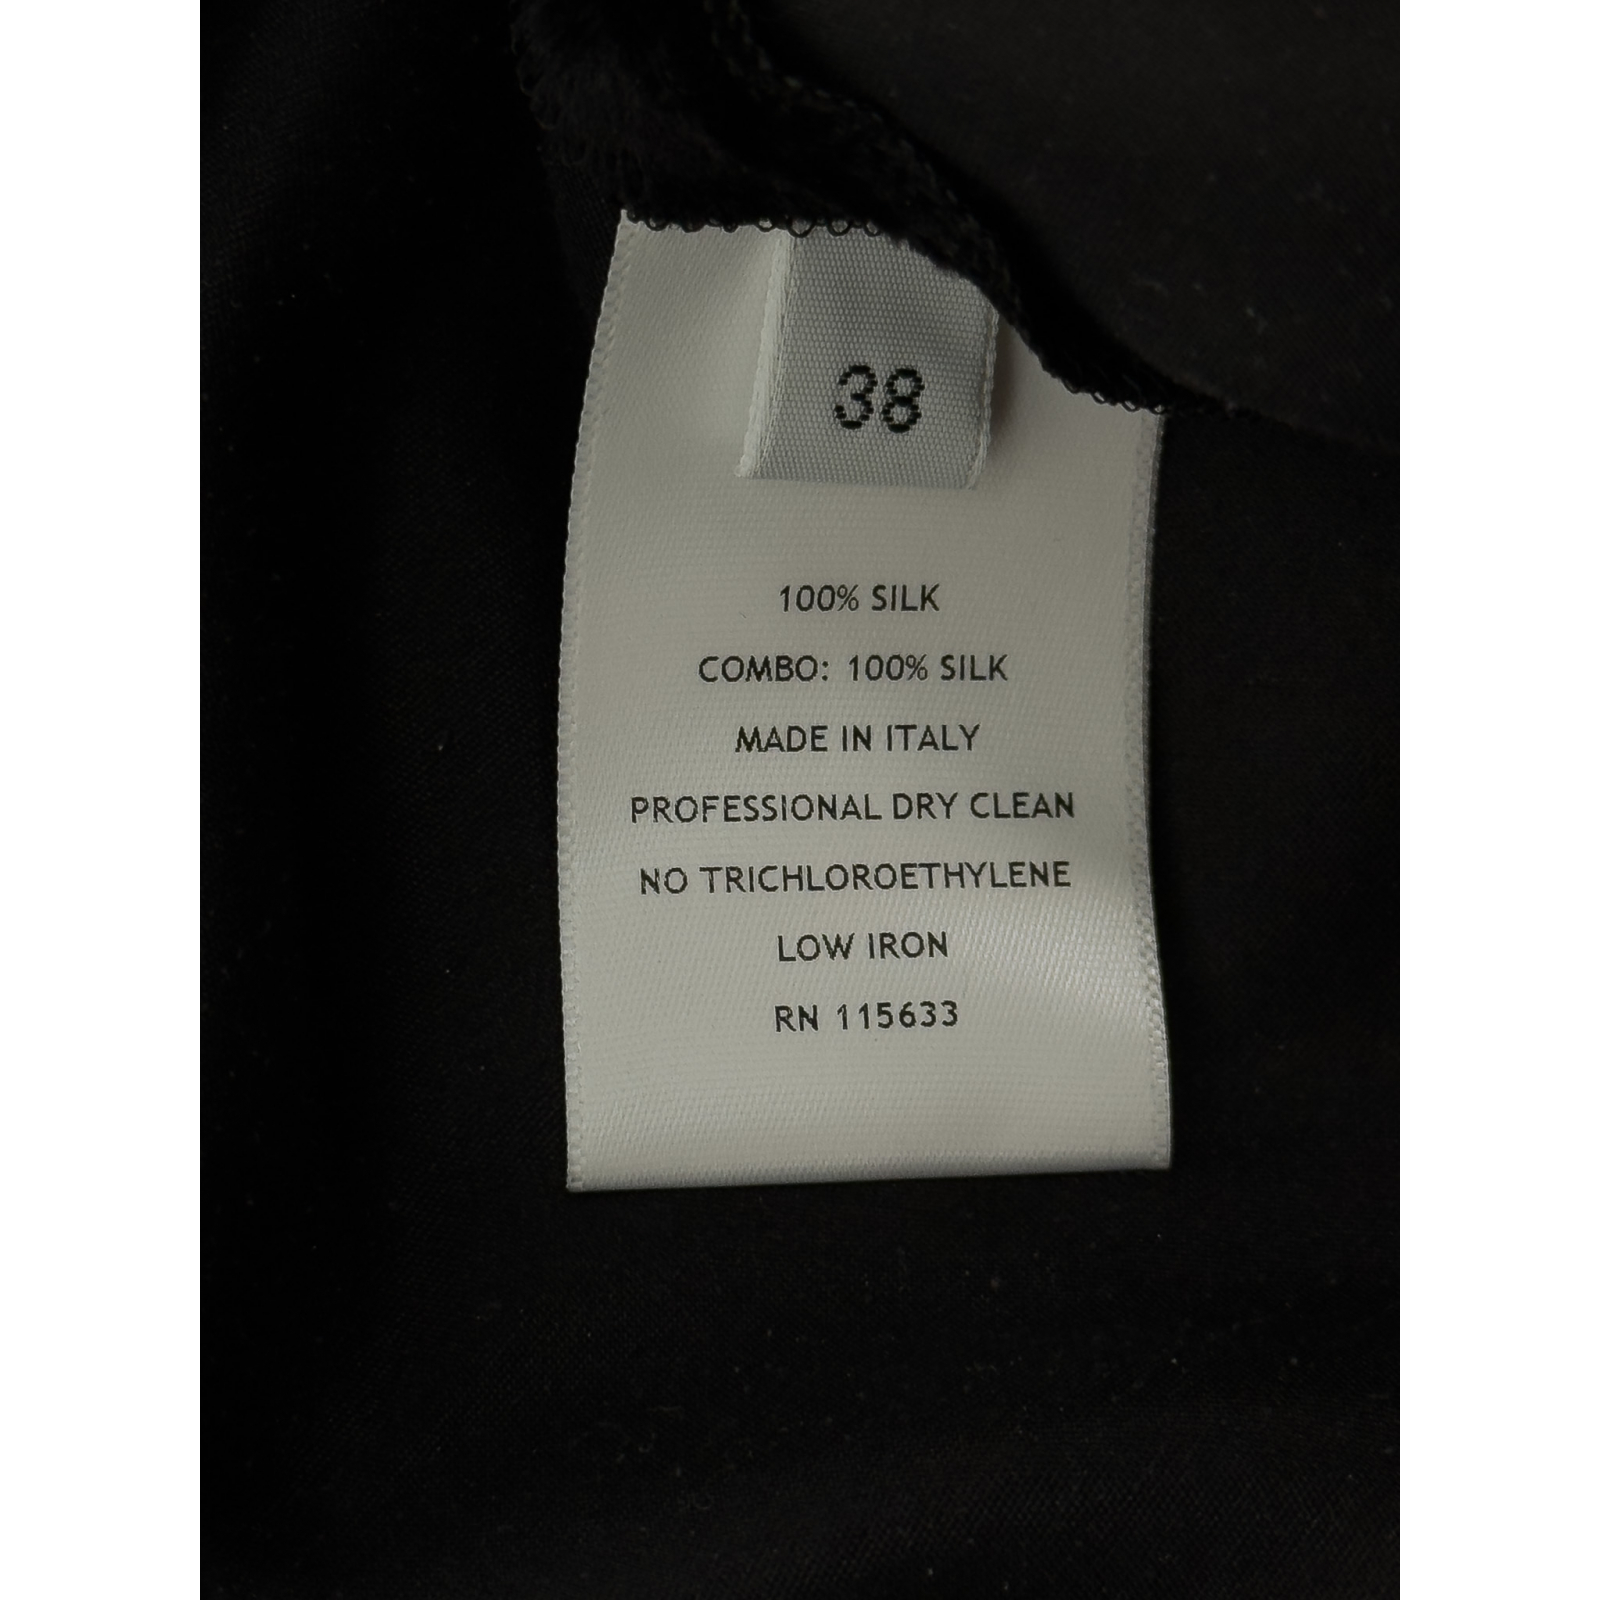 38
100% SILK
COMBO: 100% SILK
MADE IN ITALY
PROFESSIONAL DRY CLEAN
NO TRICHLOROETHYLENE
LOW IRON
RN 115633